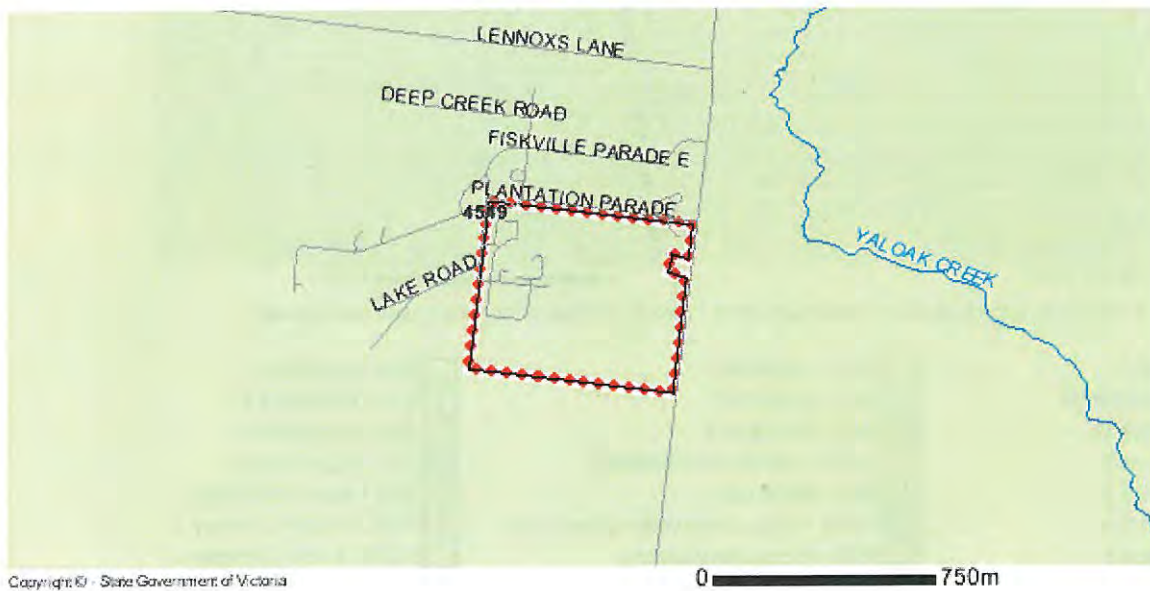 LENNOXS LANE
DEEP CREEK ROAD
FISKVILLE PARADE E
PLANTATION PARADE
4549
LAKE ROAD
YALOAK CREEK
Copyright © - State Government of Victoria
0 750m